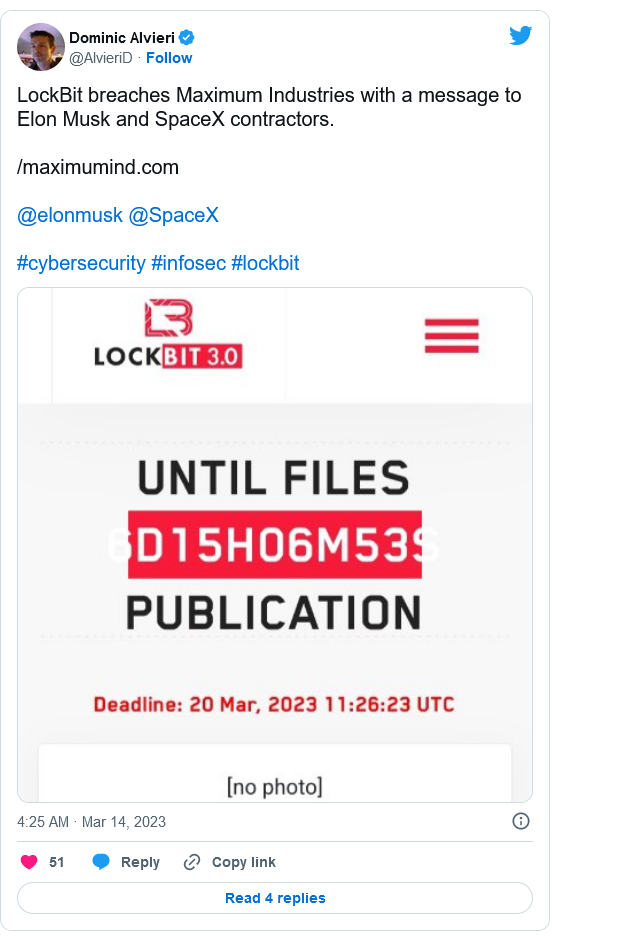 Dominic Alvieri
@AlvieriD · Follow
LockBit breaches Maximum Industries with a message to
Elon Musk and SpaceX contractors.
/maximumind.com
@elonmusk @SpaceX
#cybersecurity #infosec #lockbit
LOCKBIT 3.0
UNTIL FILES
6D15H06M53S
PUBLICATION
Deadline: 20 Mar, 2023 11:26:23 UTC
[no photo]
4:25 AM · Mar 14, 2023
51 Reply Copy link
Read 4 replies